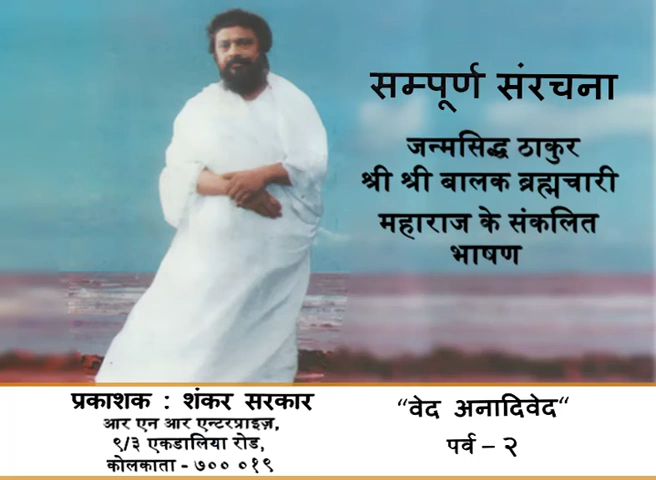 सम्पूर्ण संरचना
जन्मसिद्ध ठाकुर
श्री श्री बालक ब्रह्मचारी
महाराज के संकलित
भाषण
प्रकाशक : शंकर सरकार
आर एन आर एन्टरप्राइज़,
९/३ एकडालिया रोड,
कोलकाता - ७०० ०१९
“वेद अनादिवेद“
पर्व – २